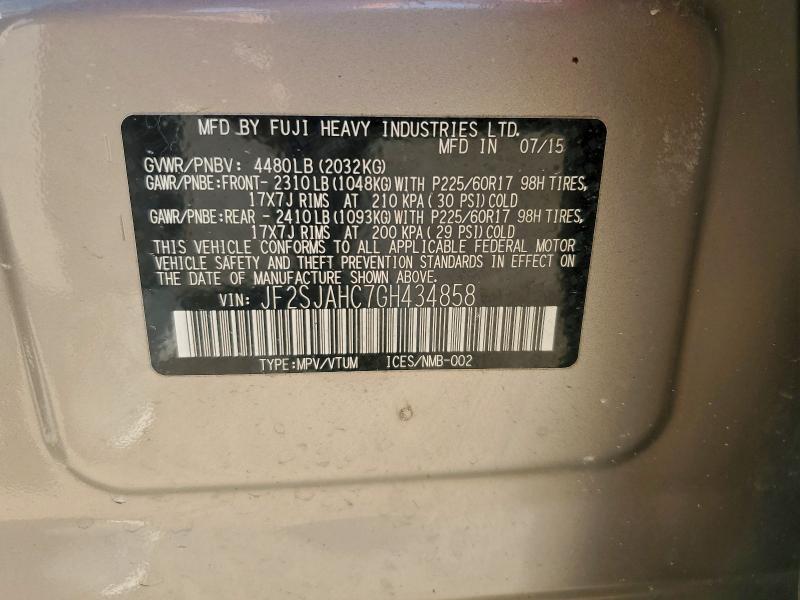 MFD BY FUJI HEAVY INDUSTRIES LTD.
MFD IN 07/15
GVWR/PNBV: 4480LB (2032KG)
GAWR/PNBE:FRONT- 2310 LB (1048KG) WITH P225/60R17 98H TIRES,
17X7J RIMS AT 210 KPA ( 30 PSI) COLD
GAWR/PNBE:REAR - 2410 LB (1093KG) WITH P225/60R17 98H TIRES,
17X7J RIMS AT 200 KPA ( 29 PSI) COLD
THIS VEHICLE CONFORMS TO ALL APPLICABLE FEDERAL MOTOR
VEHICLE SAFETY AND THEFT PREVENTION STANDARDS IN EFFECT ON
THE DATE OF MANUFACTURE SHOWN ABOVE.
VIN: JF2SJAHC7GH434858
TYPE:MPV/VTUM ICES/NMB-002